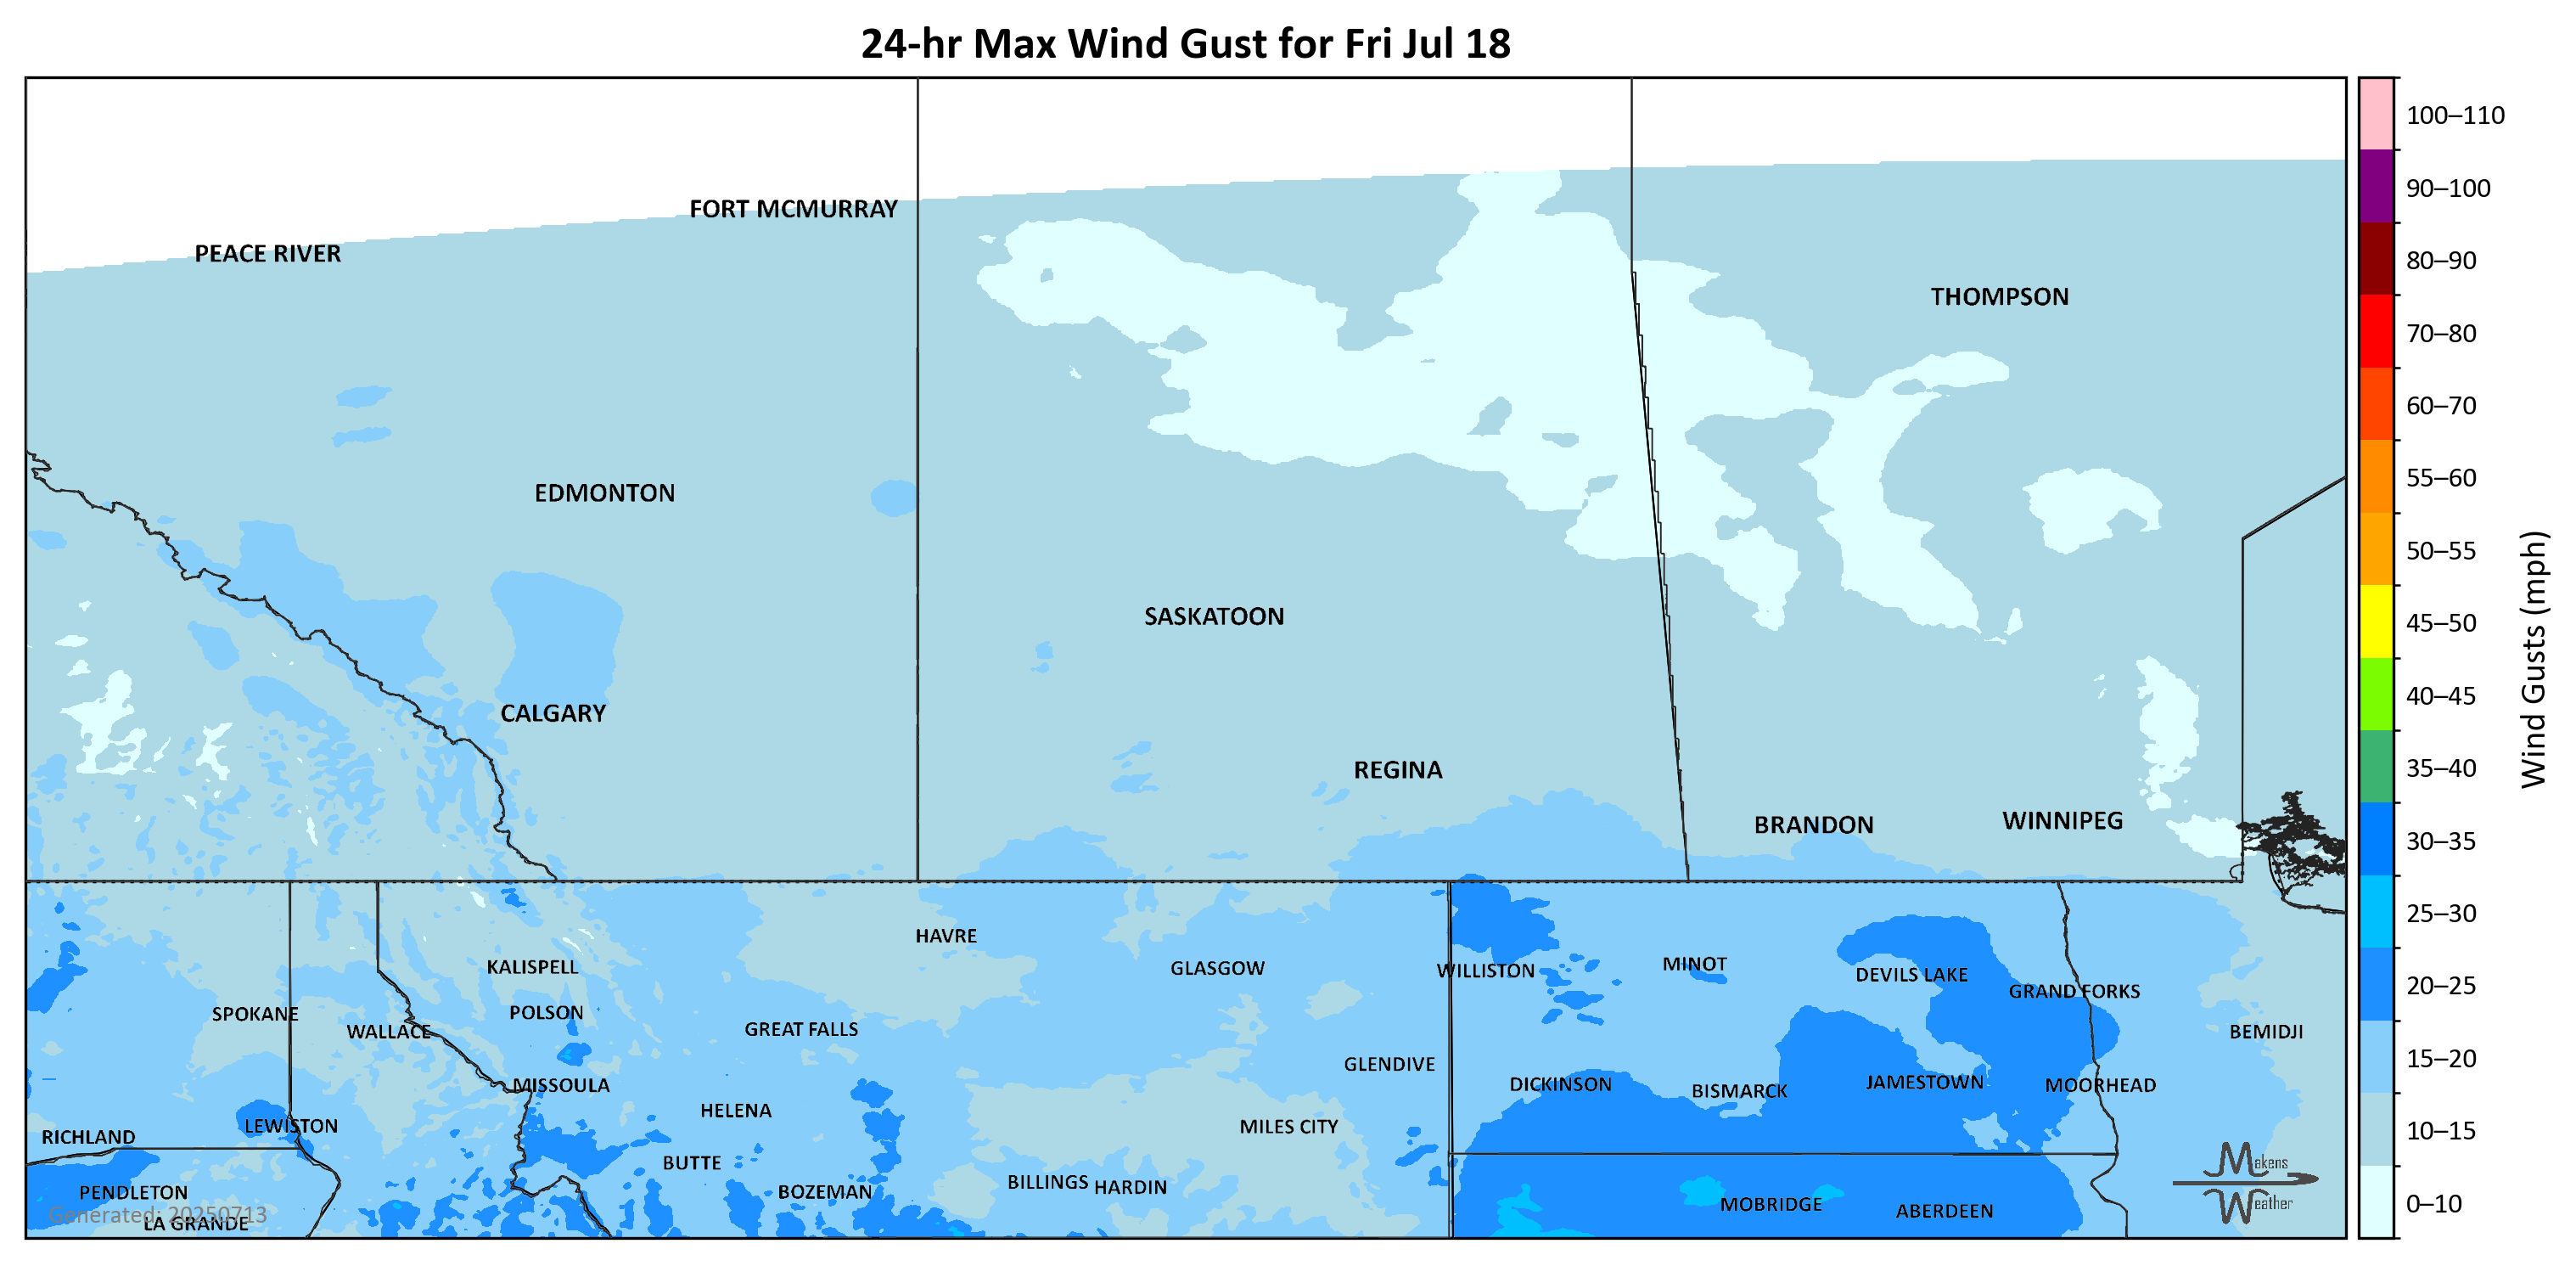 24-hr Max Wind Gust for Fri Jul 18
FORT MCMURRAY
PEACE RIVER
THOMPSON
EDMONTON
SASKATOON
CALGARY
REGINA
BRANDON
WINNIPEG
HAVRE
KALISPELL
GLASGOW
WILLISTON
MINOT
DEVILS LAKE
GRAND FORKS
SPOKANE
POLSON
WALLACE
GREAT FALLS
BEMIDJI
GLENDIVE
MISSOULA
DICKINSON
BISMARCK
JAMESTOWN
MOORHEAD
HELENA
LEWISTON
MILES CITY
RICHLAND
BUTTE
PENDLETON
BOZEMAN
BILLINGS
HARDIN
MOBRIDGE
ABERDEEN
Generated: 20250713
LA GRANDE
Makens
Weather
100–110
90–100
80–90
70–80
60–70
55–60
50–55
45–50
40–45
35–40
30–35
25–30
20–25
15–20
10–15
0–10
Wind Gusts (mph)